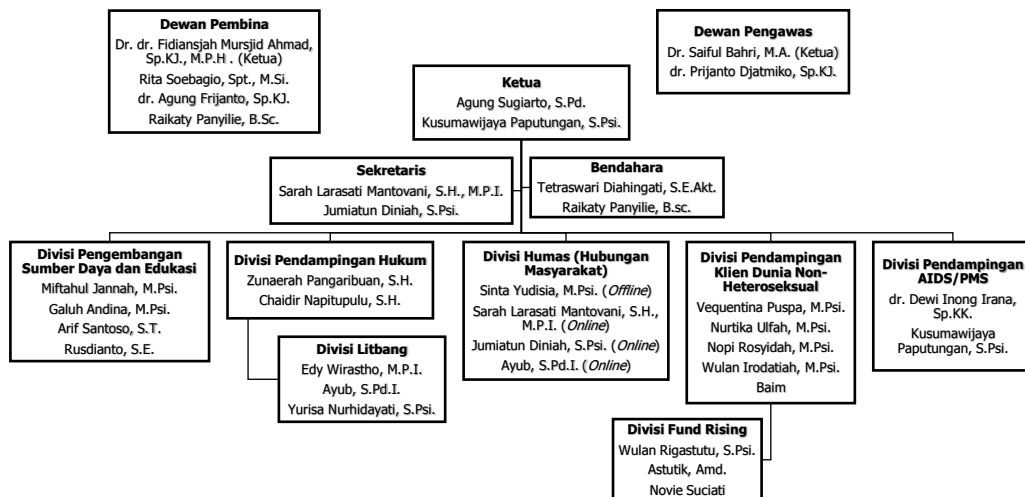 Dewan Pembina
Dr. dr. Fidiansjah Mursjid Ahmad,
Sp.KJ., M.P.H . (Ketua)
Rita Soebagio, Spt., M.Si.
dr. Agung Frijanto, Sp.KJ.
Raikaty Panyilie, B.Sc.
Dewan Pengawas
Dr. Saiful Bahri, M.A. (Ketua)
dr. Prijanto Djatmiko, Sp.KJ.
Ketua
Agung Sugiarto, S.Pd.
Kusumawijaya Paputungan, S.Psi.
Sekretaris
Sarah Larasati Mantovani, S.H., M.P.I.
Jumiatun Diniah, S.Psi.
Bendahara
Tetraswari Diahingati, S.E.Akt.
Raikaty Panyilie, B.sc.
Divisi Pengembangan
Sumber Daya dan Edukasi
Miftahul Jannah, M.Psi.
Galuh Andina, M.Psi.
Arif Santoso, S.T.
Rusdianto, S.E.
Divisi Pendampingan Hukum
Zunaerah Pangaribuan, S.H.
Chaidir Napitupulu, S.H.
Divisi Litbang
Edy Wirastho, M.P.I.
Ayub, S.Pd.I.
Yurisa Nurhidayati, S.Psi.
Divisi Humas (Hubungan
Masyarakat)
Sinta Yudisia, M.Psi. (Offline)
Sarah Larasati Mantovani, S.H.,
M.P.I. (Online)
Jumiatun Diniah, S.Psi. (Online)
Ayub, S.Pd.I. (Online)
Divisi Pendampingan
Klien Dunia Non-
Heteroseksual
Vequentina Puspa, M.Psi.
Nurtika Ulfah, M.Psi.
Nopi Rosyidah, M.Psi.
Wulan Irodatiah, M.Psi.
Baim
Divisi Fund Rising
Wulan Rigastutu, S.Psi.
Astutik, Amd.
Novie Suciati
Divisi Pendampingan
AIDS/PMS
dr. Dewi Inong Irana,
Sp.KK.
Kusumawijaya
Paputungan, S.Psi.